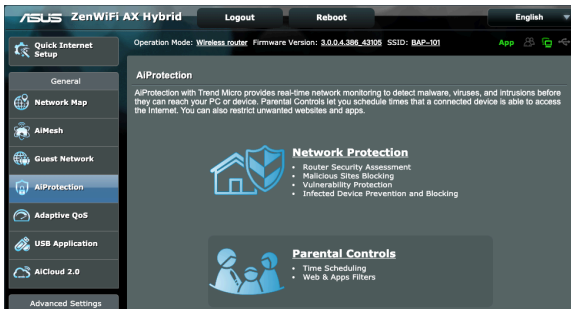 ASUS ZenWiFi AX Hybrid
Logout
Reboot
English
Quick Internet
Setup
Operation Mode: Wireless router Firmware Version: 3.0.0.4.386_43105 SSID: BAP-101
App
General
Network Map
AiMesh
Guest Network
AiProtection
Adaptive QoS
USB Application
AiCloud 2.0
Advanced Settings
AiProtection
AiProtection with Trend Micro provides real-time network monitoring to detect malware, viruses, and intrusions before
they can reach your PC or device. Parental Controls let you schedule times that a connected device is able to access
the Internet. You can also restrict unwanted websites and apps.
Network Protection
• Router Security Assessment
• Malicious Sites Blocking
• Vulnerability Protection
• Infected Device Prevention and Blocking
Parental Controls
• Time Scheduling
• Web & Apps Filters